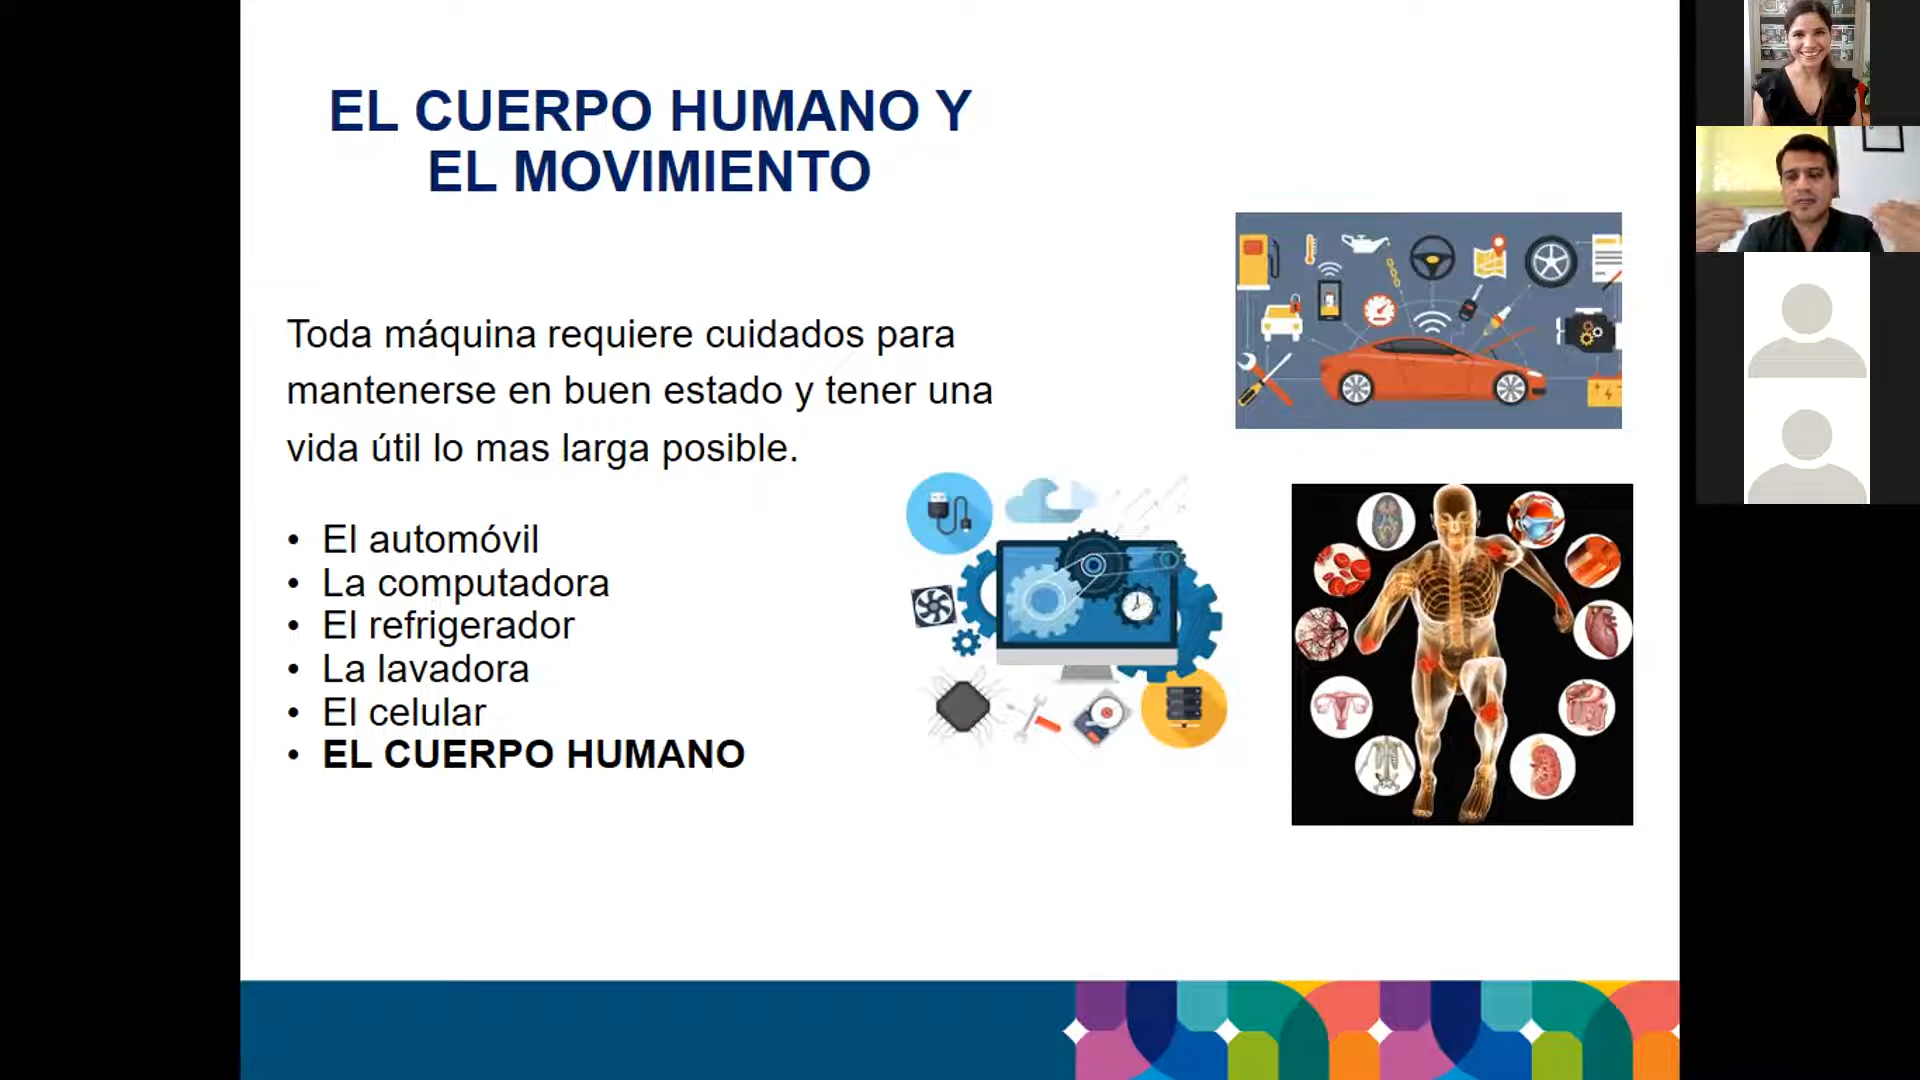 EL CUERPO HUMANO Y
EL MOVIMIENTO
Toda máquina requiere cuidados para
mantenerse en buen estado y tener una
vida útil lo mas larga posible.
• El automóvil
• La computadora
• El refrigerador
• La lavadora
• El celular
• EL CUERPO HUMANO